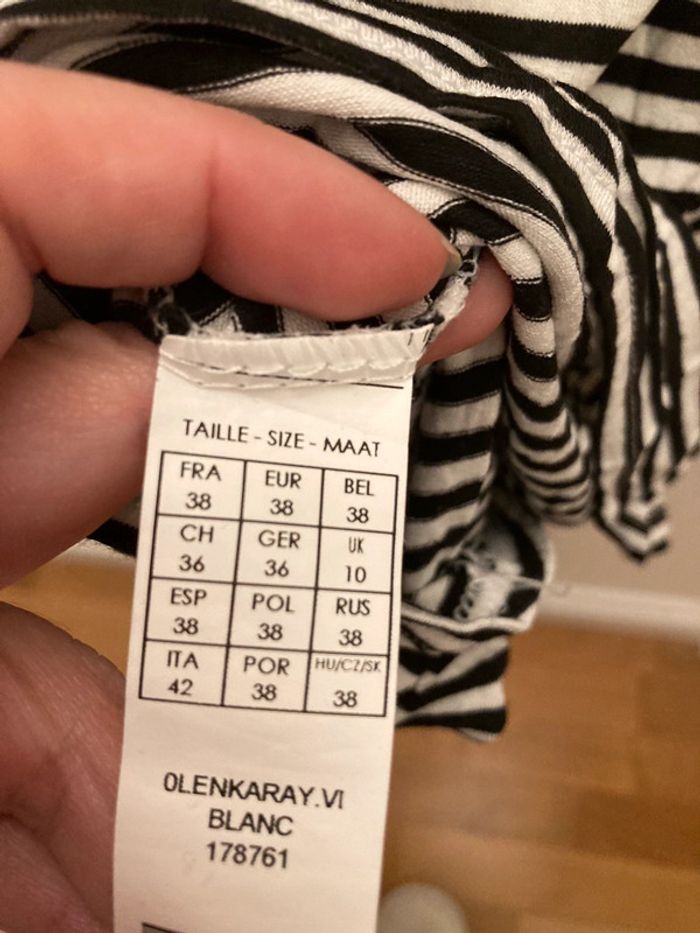 TAILLE - SIZE - MAAT
FRA EUR BEL
38 38 38
CH GER UK
36 36 10
ESP POL RUS
38 38 38
ITA POR HU/CZ/SK
42 38 38
0LENKARAY.VI
BLANC
178761